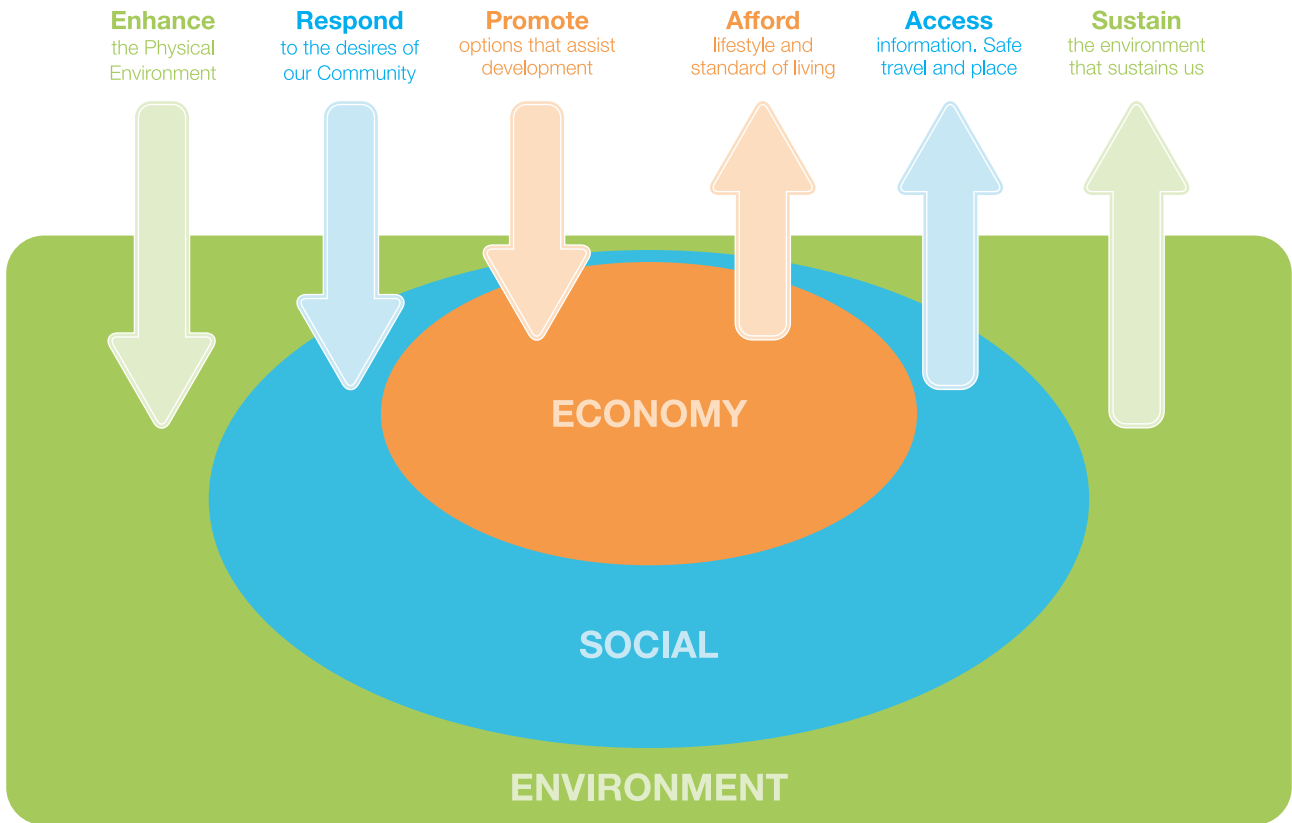 Enhance
the Physical
Environment
Respond
to the desires of
our Community
Promote
options that assist
development
Afford
lifestyle and
standard of living
Access
information. Safe
travel and place
Sustain
the environment
that sustains us
ECONOMY
SOCIAL
ENVIRONMENT